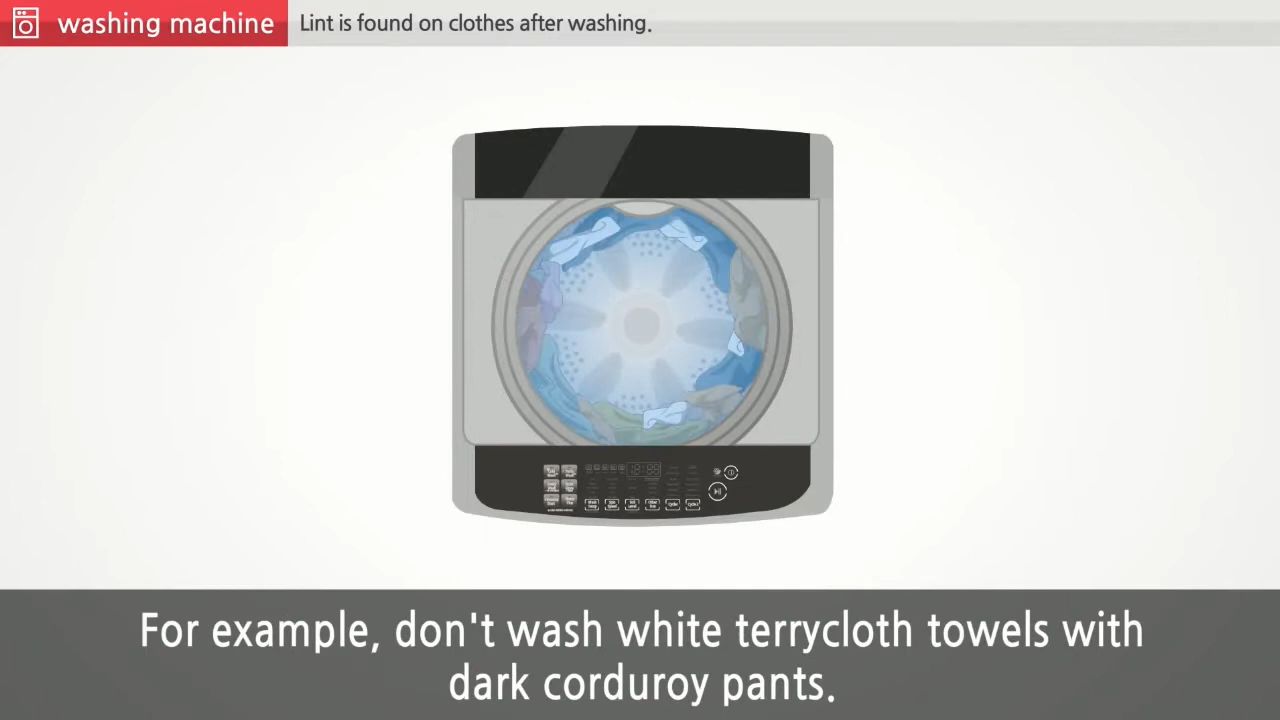 washing machine
Lint is found on clothes after washing.
For example, don't wash white terrycloth towels with
dark corduroy pants.